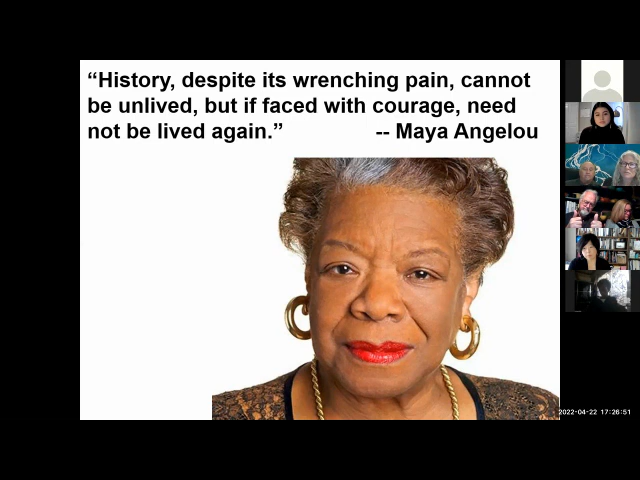 “History, despite its wrenching pain, cannot
be unlived, but if faced with courage, need
not be lived again.” -- Maya Angelou
2022-04-22 17:26:51